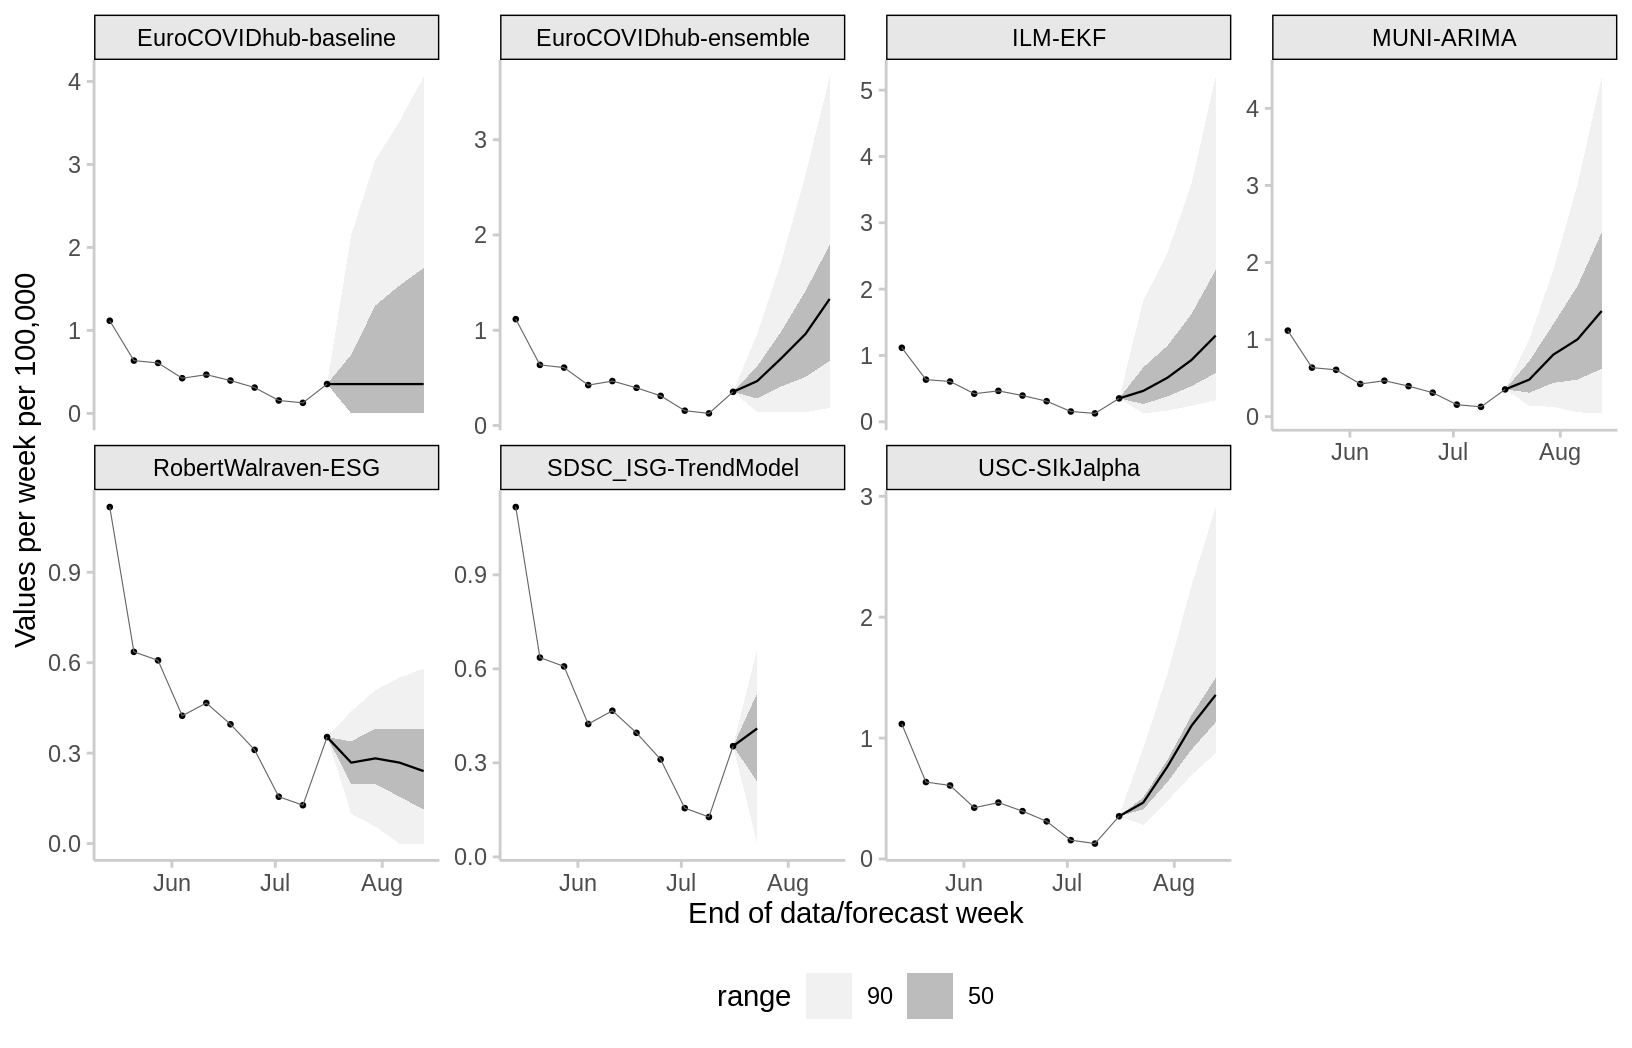 EuroCOVIDhub-baseline
EuroCOVIDhub-ensemble
ILM-EKF
MUNI-ARIMA
4
3
2
1
0
3
2
1
0
5
4
3
2
1
0
4
3
2
1
0
Jun Jul Aug
Values per week per 100,000
RobertWalraven-ESG
SDSC_ISG-TrendModel
USC-SIkJalpha
0.9
0.6
0.3
0.0
Jun Jul Aug
0.9
0.6
0.3
0.0
Jun Jul Aug
3
2
1
0
Jun Jul Aug
End of data/forecast week
range 90 50